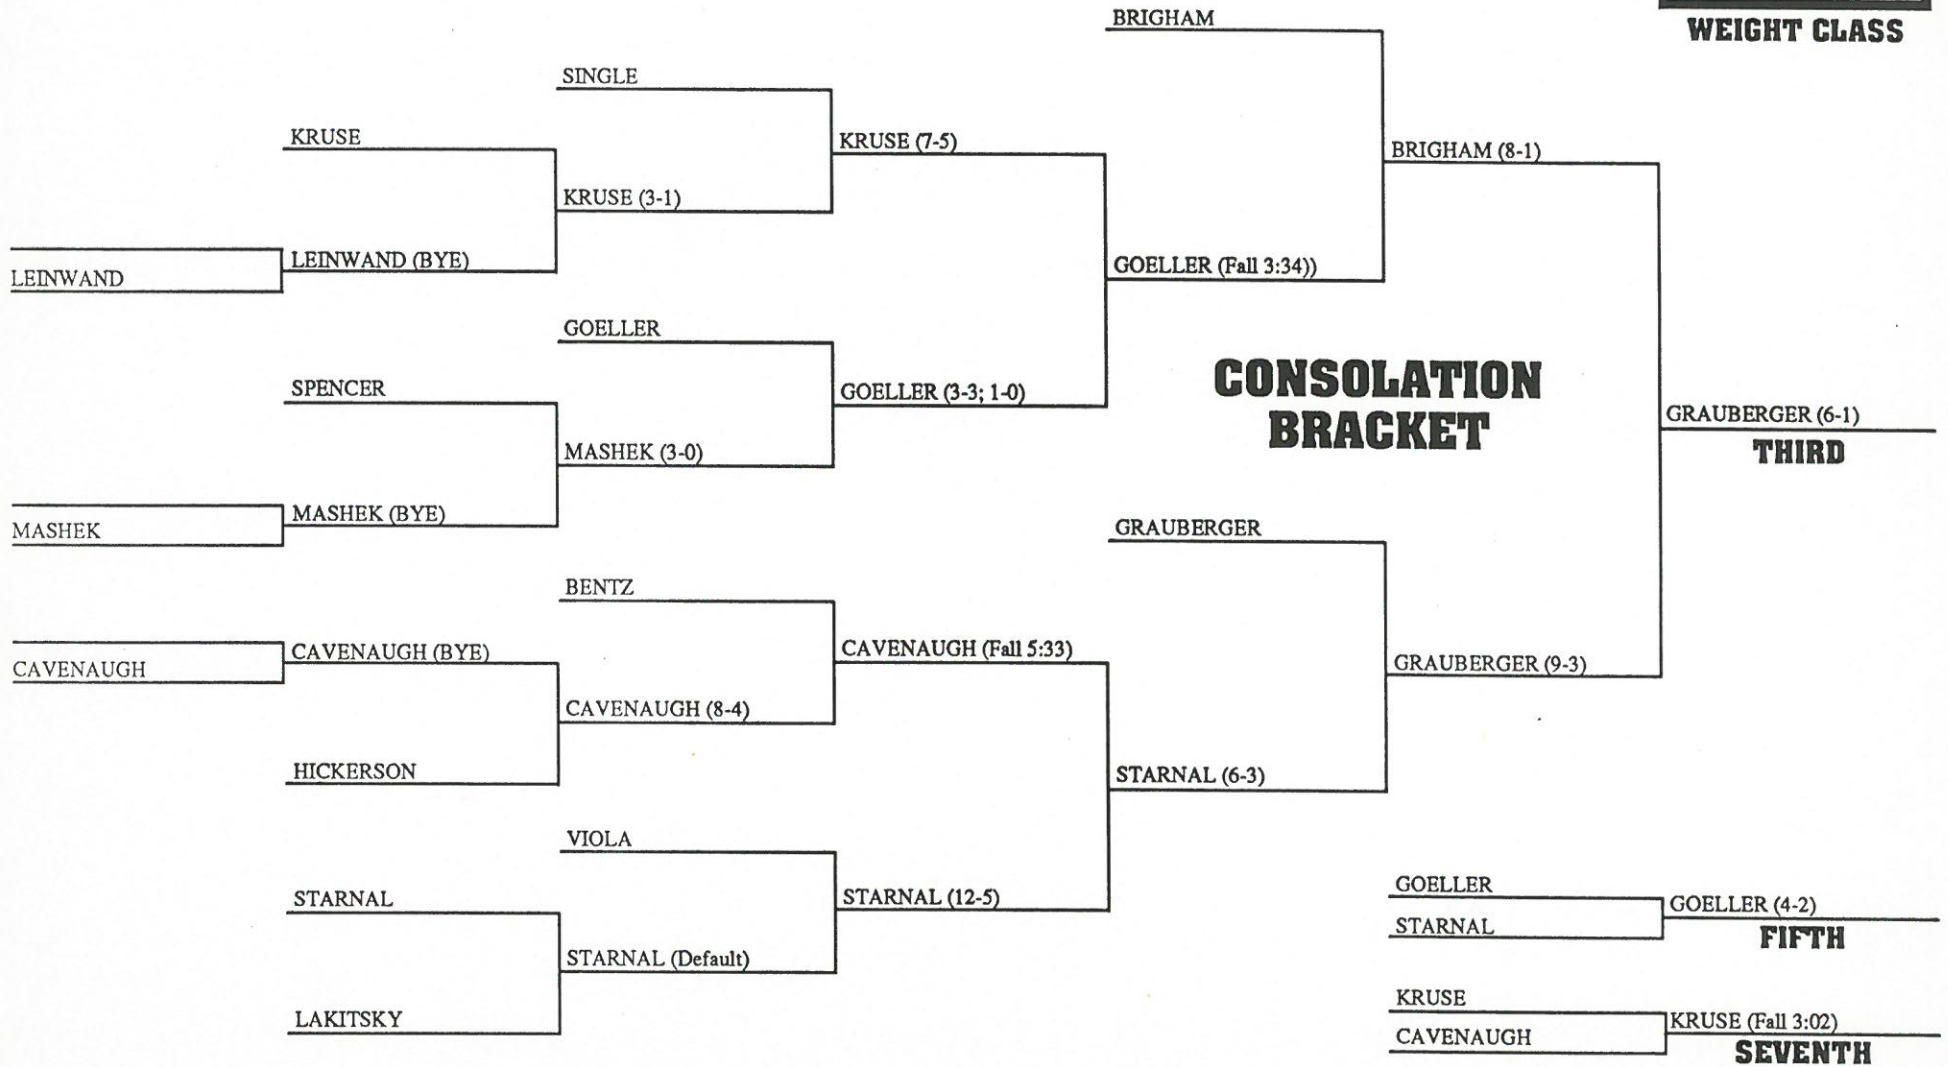 BRIGHAM
WEIGHT CLASS
SINGLE
KRUSE
KRUSE (7-5)
BRIGHAM (8-1)
KRUSE (3-1)
LEINWAND (BYE)
LEINWAND
GOELLER (Fall 3:34))
GOELLER
SPENCER
GOELLER (3-3; 1-0)
CONSOLATION
BRACKET
GRAUBERGER (6-1)
THIRD
MASHEK (3-0)
MASHEK (BYE)
MASHEK
GRAUBERGER
BENTZ
CAVENAUGH (BYE)
CAVENAUGH
CAVENAUGH (Fall 5:33)
GRAUBERGER (9-3)
CAVENAUGH (8-4)
HICKERSON
STARNAL (6-3)
VIOLA
STARNAL
STARNAL (12-5)
STARNAL (Default)
LAKITSKY
GOELLER
STARNAL
GOELLER (4-2)
FIFTH
KRUSE
CAVENAUGH
KRUSE (Fall 3:02)
SEVENTH